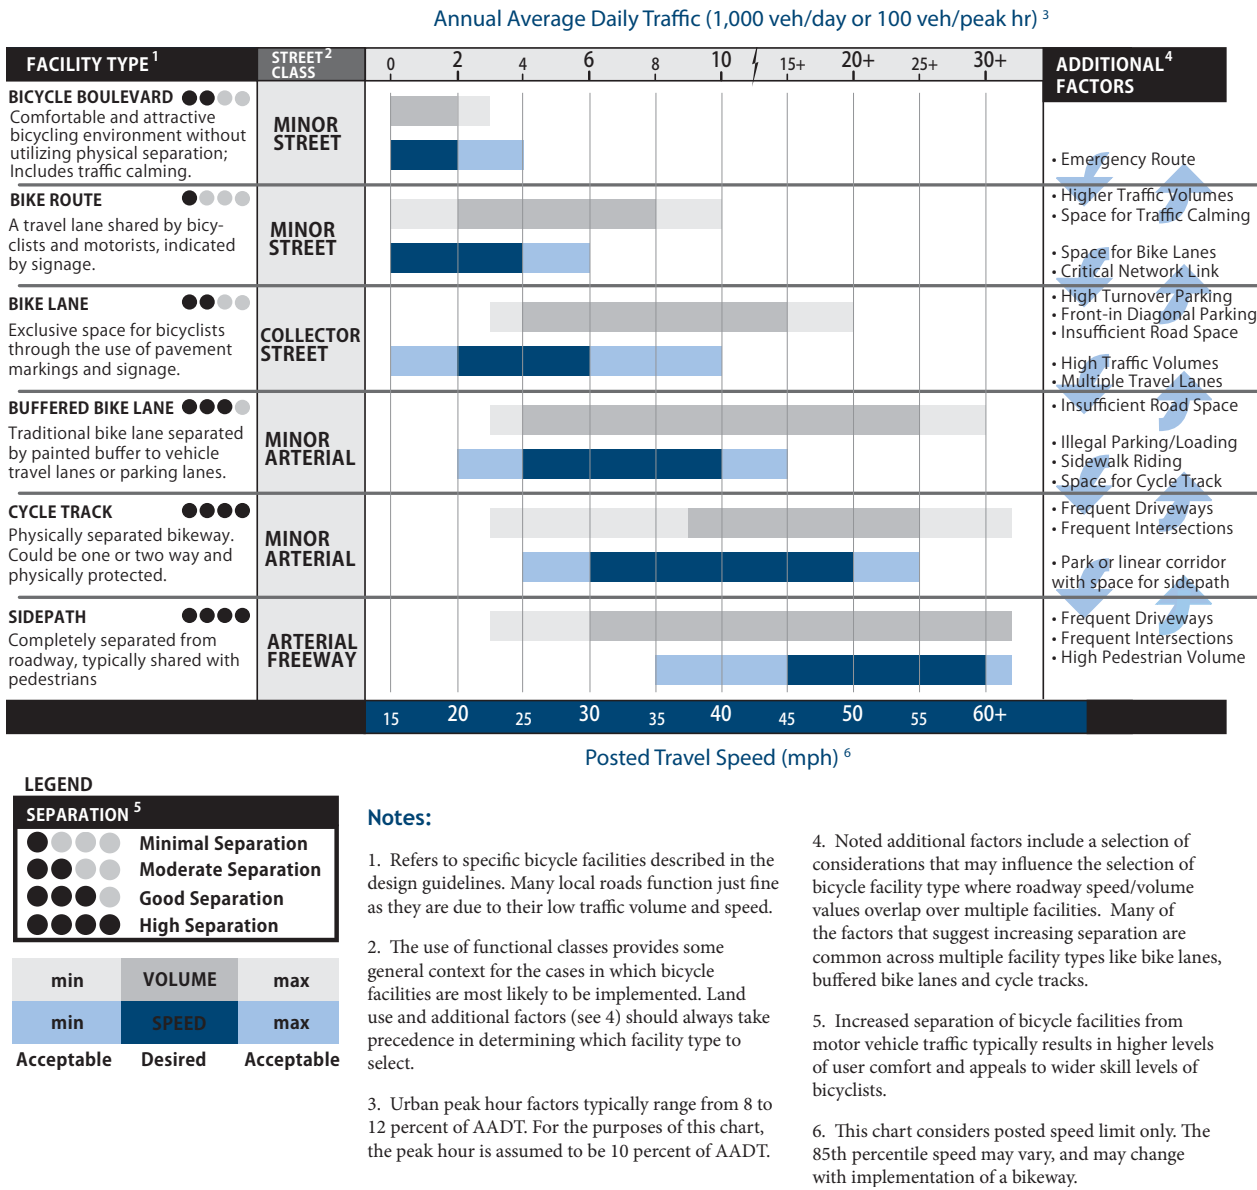 Annual Average Daily Traffic (1,000 veh/day or 100 veh/peak hr) 3
FACILITY TYPE 1
STREET 2
CLASS
0 2 4 6 8 10 15+ 20+ 25+ 30+
ADDITIONAL 4
FACTORS
BICYCLE BOULEVARD
Comfortable and attractive
bicycling environment without
utilizing physical separation;
Includes traffic calming.
MINOR
STREET
• Emergency Route
BIKE ROUTE
A travel lane shared by bicy-
clists and motorists, indicated
by signage.
MINOR
STREET
• Higher Traffic Volumes
• Space for Traffic Calming
• Space for Bike Lanes
• Critical Network Link
BIKE LANE
Exclusive space for bicyclists
through the use of pavement
markings and signage.
COLLECTOR
STREET
• High Turnover Parking
• Front-in Diagonal Parking
• Insufficient Road Space
• High Traffic Volumes
• Multiple Travel Lanes
BUFFERED BIKE LANE
Traditional bike lane separated
by painted buffer to vehicle
travel lanes or parking lanes.
MINOR
ARTERIAL
• Insufficient Road Space
• Illegal Parking/Loading
• Sidewalk Riding
• Space for Cycle Track
CYCLE TRACK
Physically separated bikeway.
Could be one or two way and
physically protected.
MINOR
ARTERIAL
• Frequent Driveways
• Frequent Intersections
• Park or linear corridor
with space for sidepath
SIDEPATH
Completely separated from
roadway, typically shared with
pedestrians
ARTERIAL
FREEWAY
• Frequent Driveways
• Frequent Intersections
• High Pedestrian Volume
15 20 25 30 35 40 45 50 55 60+
Posted Travel Speed (mph) 6
LEGEND
SEPARATION 5
Minimal Separation
Moderate Separation
Good Separation
High Separation
min VOLUME max
min SPEED max
Acceptable Desired Acceptable
Notes:
1. Refers to specific bicycle facilities described in the
design guidelines. Many local roads function just fine
as they are due to their low traffic volume and speed.
2. The use of functional classes provides some
general context for the cases in which bicycle
facilities are most likely to be implemented. Land
use and additional factors (see 4) should always take
precedence in determining which facility type to
select.
3. Urban peak hour factors typically range from 8 to
12 percent of AADT. For the purposes of this chart,
the peak hour is assumed to be 10 percent of AADT.
4. Noted additional factors include a selection of
considerations that may influence the selection of
bicycle facility type where roadway speed/volume
values overlap over multiple facilities. Many of
the factors that suggest increasing separation are
common across multiple facility types like bike lanes,
buffered bike lanes and cycle tracks.
5. Increased separation of bicycle facilities from
motor vehicle traffic typically results in higher levels
of user comfort and appeals to wider skill levels of
bicyclists.
6. This chart considers posted speed limit only. The
85th percentile speed may vary, and may change
with implementation of a bikeway.